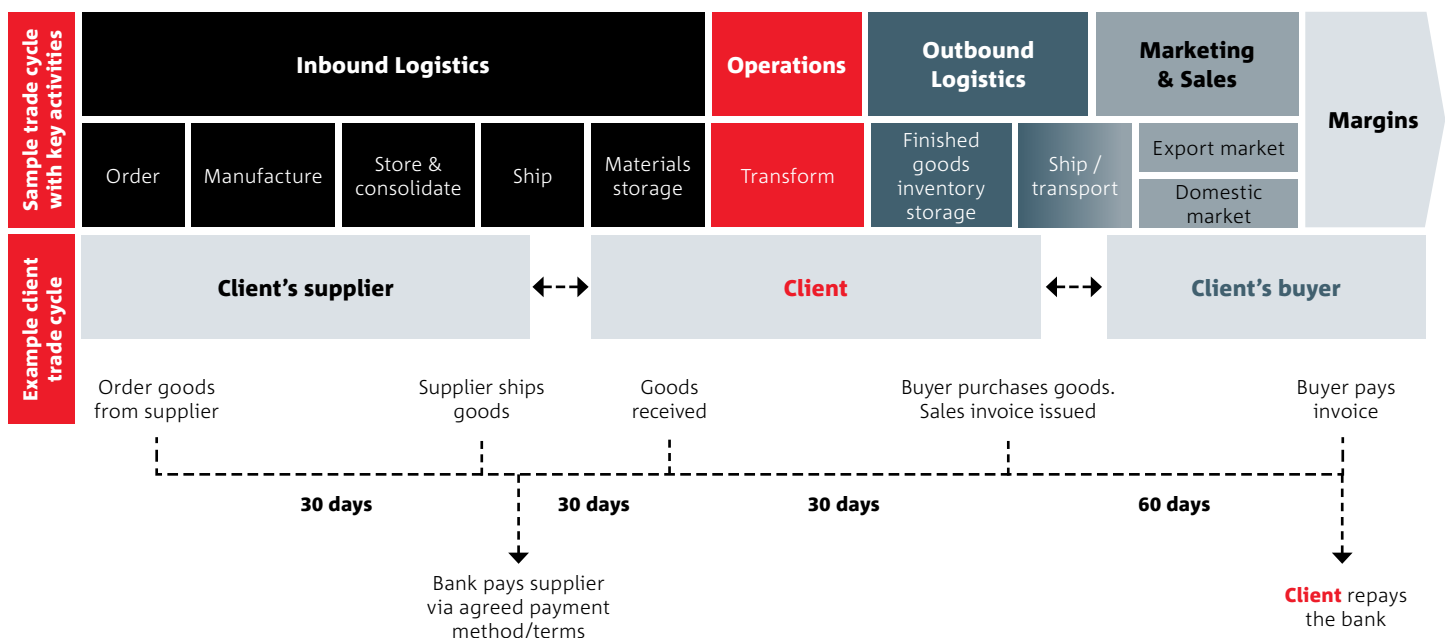 Sample trade cycle
with key activities
Inbound Logistics
Operations
Outbound
Logistics
Marketing
& Sales
Margins
Order
Manufacture
Store &
consolidate
Ship
Materials
storage
Transform
Finished
goods
inventory
storage
Ship /
transport
Export market
Domestic
market
Example client
trade cycle
Client's supplier
Client
Client's buyer
Order goods
from supplier
Supplier ships
goods
Goods
received
Buyer purchases goods.
Sales invoice issued
Buyer pays
invoice
30 days
30 days
30 days
60 days
Bank pays supplier
via agreed payment
method/terms
Client repays
the bank